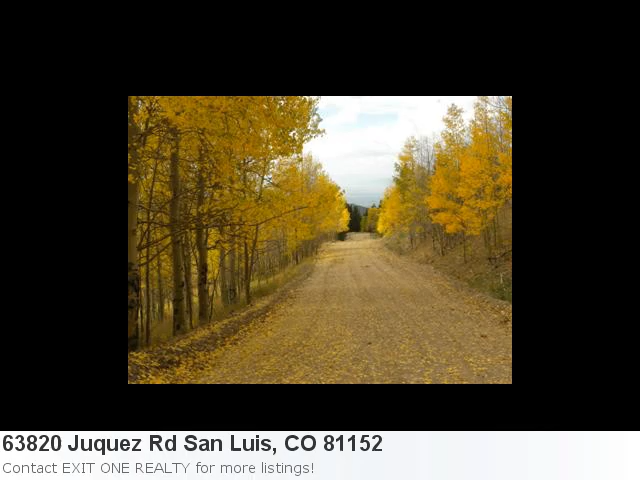 63820 Juquez Rd San Luis, CO 81152
Contact EXIT ONE REALTY for more listings!